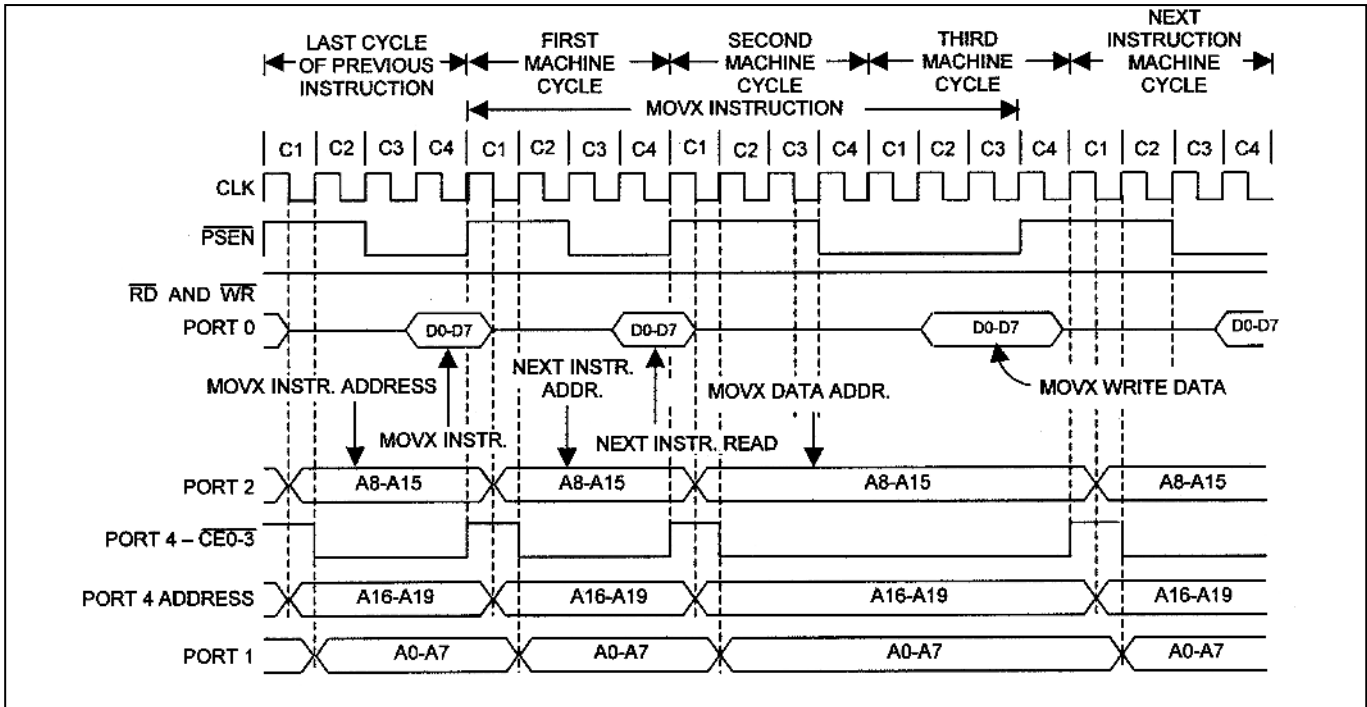 LAST CYCLE
OF PREVIOUS
INSTRUCTION
FIRST
MACHINE
CYCLE
SECOND
MACHINE
CYCLE
THIRD
MACHINE
CYCLE
NEXT
INSTRUCTION
MACHINE
CYCLE
MOVX INSTRUCTION
C1 C2 C3 C4 C1 C2 C3 C4 C1 C2 C3 C4 C1 C2 C3 C4 C1 C2 C3 C4
CLK
PSEN
RD AND WR
PORT 0 D0-D7 D0-D7 D0-D7 D0-D7
MOVX INSTR. ADDRESS
NEXT INSTR.
ADDR.
MOVX DATA ADDR.
MOVX WRITE DATA
MOVX INSTR.
NEXT INSTR. READ
PORT 2 A8-A15 A8-A15 A8-A15 A8-A15
PORT 4 – CE0-3
PORT 4 ADDRESS A16-A19 A16-A19 A16-A19 A16-A19
PORT 1 A0-A7 A0-A7 A0-A7 A0-A7